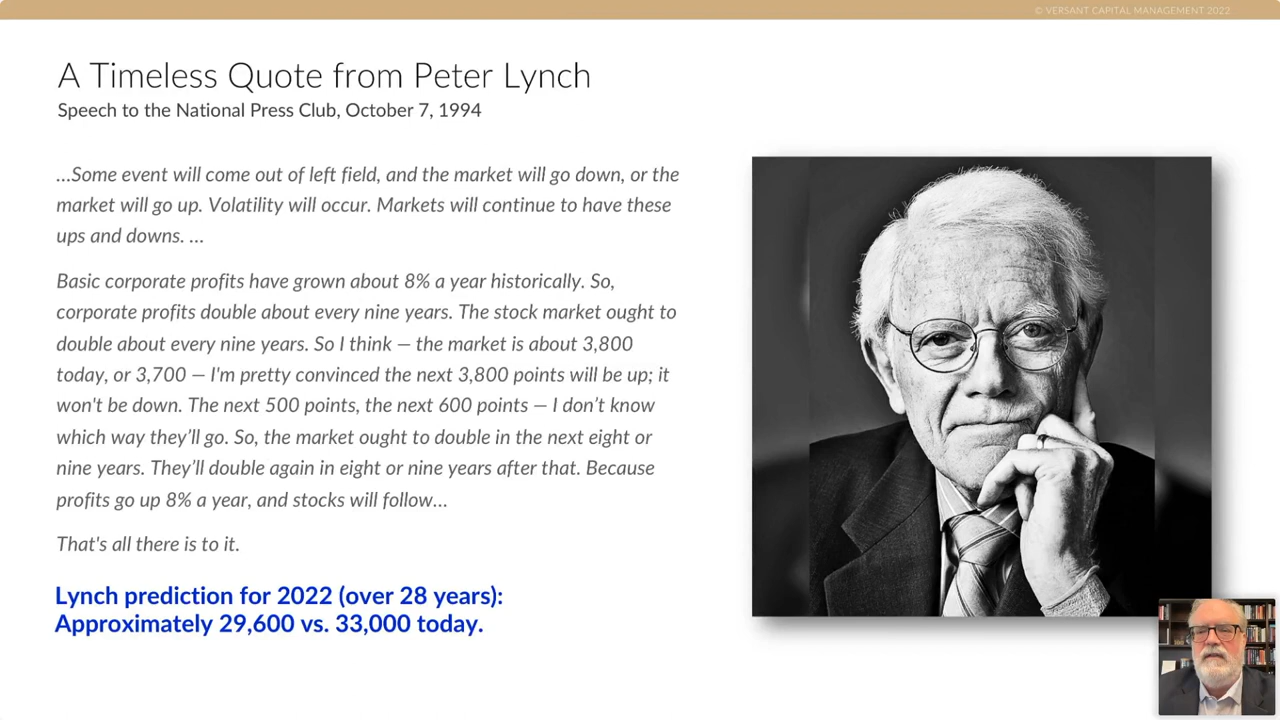 © VERSANT CAPITAL MANAGEMENT 2022
A Timeless Quote from Peter Lynch
Speech to the National Press Club, October 7, 1994
...Some event will come out of left field, and the market will go down, or the
market will go up. Volatility will occur. Markets will continue to have these
ups and downs. ...
Basic corporate profits have grown about 8% a year historically. So,
corporate profits double about every nine years. The stock market ought to
double about every nine years. So I think — the market is about 3,800
today, or 3,700 — I'm pretty convinced the next 3,800 points will be up; it
won't be down. The next 500 points, the next 600 points — I don’t know
which way they’ll go. So, the market ought to double in the next eight or
nine years. They’ll double again in eight or nine years after that. Because
profits go up 8% a year, and stocks will follow...
That's all there is to it.
Lynch prediction for 2022 (over 28 years):
Approximately 29,600 vs. 33,000 today.